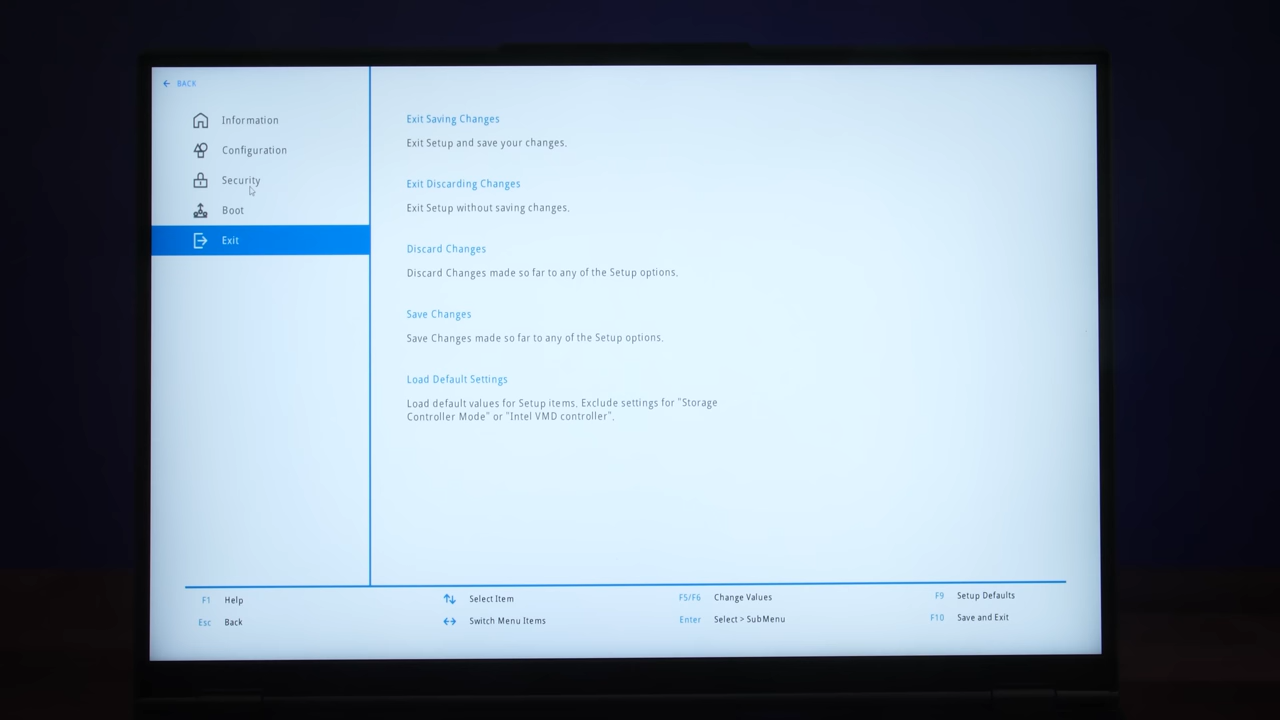 BACK
Information
Configuration
Security
Boot
Exit
Exit Saving Changes
Exit Setup and save your changes.
Exit Discarding Changes
Exit Setup without saving changes.
Discard Changes
Discard Changes made so far to any of the Setup options.
Save Changes
Save Changes made so far to any of the Setup options.
Load Default Settings
Load default values for Setup items. Exclude settings for "Storage
Controller Mode" or "Intel VMD controller".
F1 Help
Select Item
F5/F6 Change Values
F9 Setup Defaults
Esc Back
Switch Menu Items
Enter Select > SubMenu
F10 Save and Exit